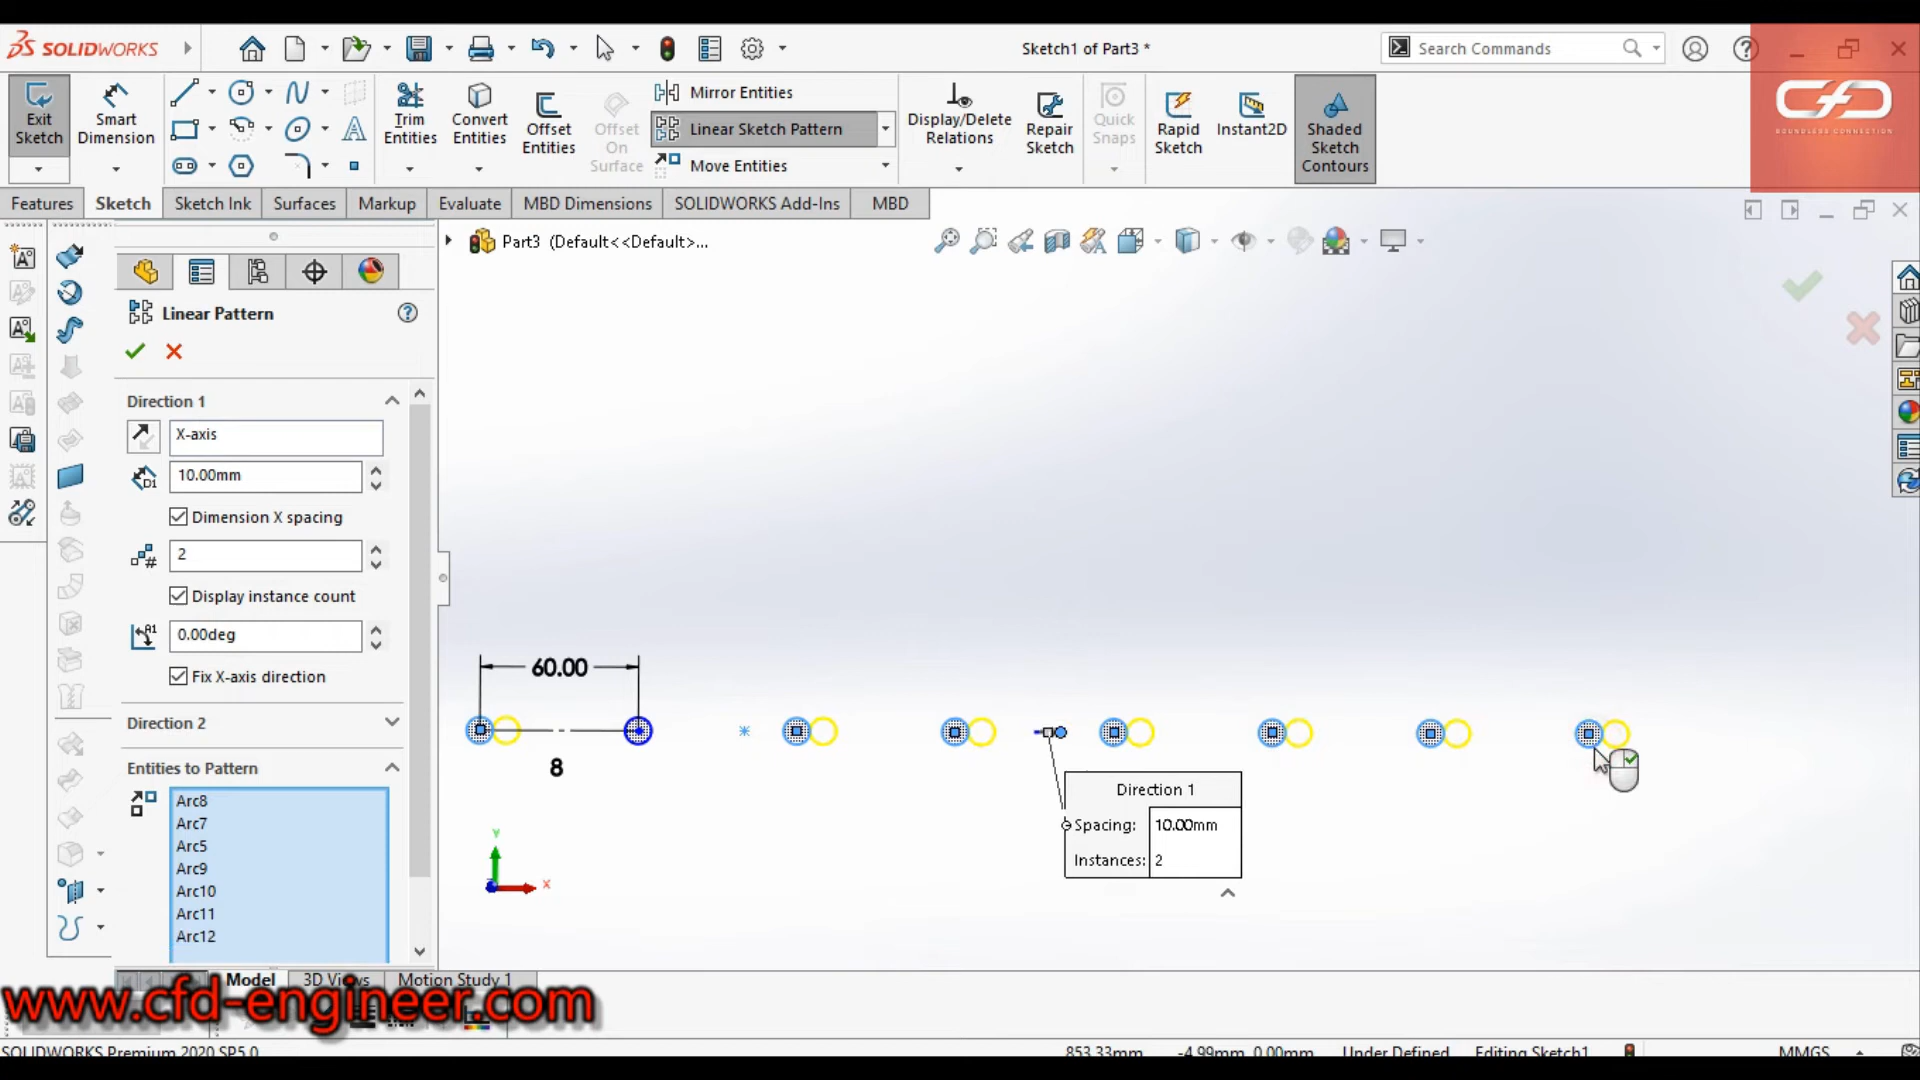 SOLIDWORKS
Sketch1 of Part3 *
Search Commands
Exit Sketch
Smart Dimension
Trim Entities
Convert Entities
Offset Entities
Offset On Surface
Mirror Entities
Linear Sketch Pattern
Move Entities
Display/Delete Relations
Repair Sketch
Quick Snaps
Rapid Sketch
Instant2D
Shaded Sketch Contours
BOUNDLESS CONNECTION
Features
Sketch
Sketch Ink
Surfaces
Markup
Evaluate
MBD Dimensions
SOLIDWORKS Add-Ins
MBD
Part3 (Default<<Default>...
Linear Pattern
Direction 1
X-axis
10.00mm
Dimension X spacing
2
Display instance count
0.00deg
Fix X-axis direction
Direction 2
Entities to Pattern
Arc8
Arc7
Arc5
Arc9
Arc10
Arc11
Arc12
60.00
8
Direction 1
Spacing: 10.00mm
Instances: 2
Y
X
Model
3D Views
Motion Study 1
www.cfd-engineer.com
SOLIDWORKS Premium 2020 SP5.0
853.33mm -4.99mm 0.00mm Under Defined Editing Sketch1
MMGS